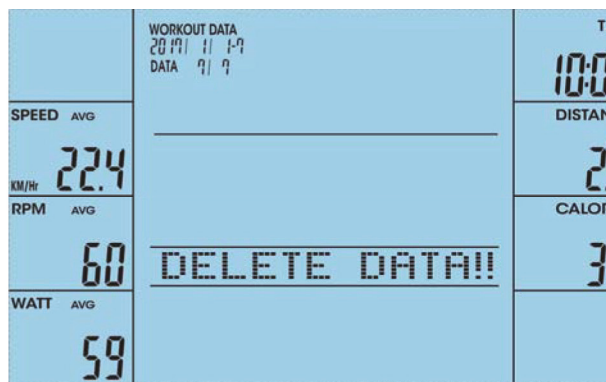 WORKOUT DATA
2017/ 1/ 1-7
DATA 7/ 7
SPEED AVG
KM/Hr 22.4
RPM AVG
60
WATT AVG
59
DELETE DATA!!
T
10:0
DISTAN
2.
CALOR
3